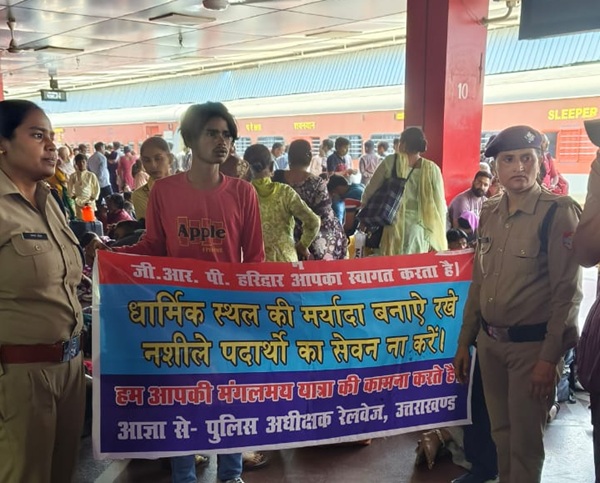 SLEEPER
शयनयान
10
Apple
जी.आर. पी. हरिद्वार आपका स्वागत करता है।
धार्मिक स्थल की मर्यादा बनाऐ रखे
नशीले पदार्थो का सेवन ना करें।
हम आपकी मंगलमय यात्रा की कामना करते है।
आज्ञा से- पुलिस अधीक्षक रेलवेज, उत्तराखण्ड